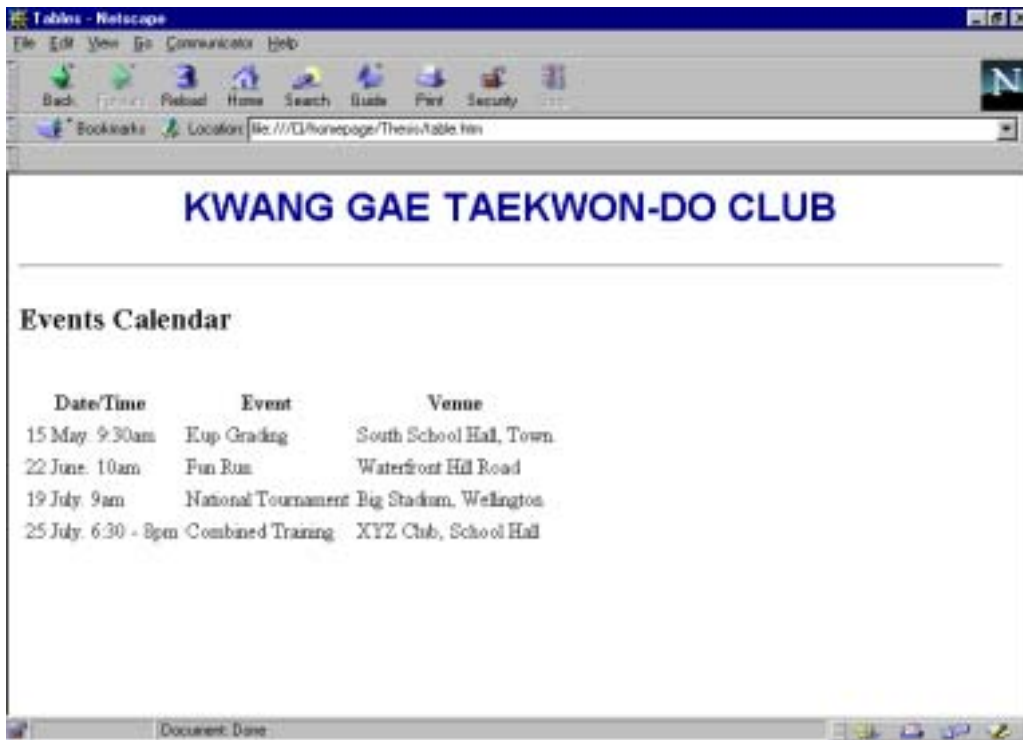 Tables - Netscape
File Edit View Go Communicator Help
Back Forward Reload Home Search Guide Print Security
Bookmarks Location: file:///C|/homepage/Thesis/table.htm
KWANG GAE TAEKWON-DO CLUB
Events Calendar
Date/Time Event Venue
15 May. 9:30am Kup Grading South School Hall, Town.
22 June. 10am Fun Run Waterfront Hill Road
19 July. 9am National Tournament Big Stadium, Wellington
25 July. 6:30 - 8pm Combined Training XYZ Club, School Hall
Document: Done